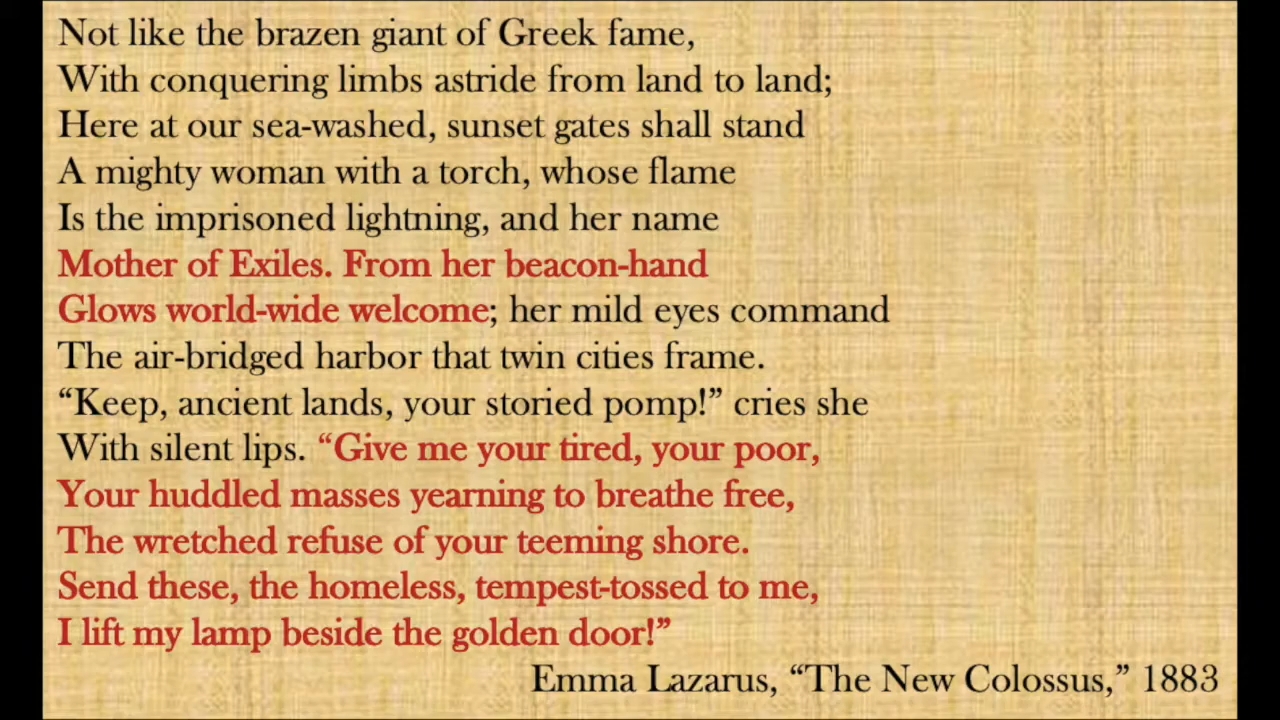 Not like the brazen giant of Greek fame,
With conquering limbs astride from land to land;
Here at our sea-washed, sunset gates shall stand
A mighty woman with a torch, whose flame
Is the imprisoned lightning, and her name
Mother of Exiles. From her beacon-hand
Glows world-wide welcome; her mild eyes command
The air-bridged harbor that twin cities frame.
“Keep, ancient lands, your storied pomp!” cries she
With silent lips. “Give me your tired, your poor,
Your huddled masses yearning to breathe free,
The wretched refuse of your teeming shore.
Send these, the homeless, tempest-tossed to me,
I lift my lamp beside the golden door!”
Emma Lazarus, “The New Colossus,” 1883